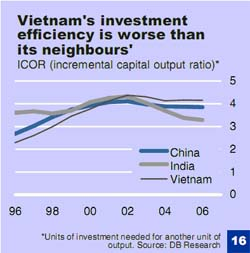 Vietnam's investment
efficiency is worse than
its neighbours'
ICOR (incremental capital output ratio)*
5
4
3
2
1
0
China
India
Vietnam
96 98 00 02 04 06
*Units of investment needed for another unit of
output. Source: DB Research
16